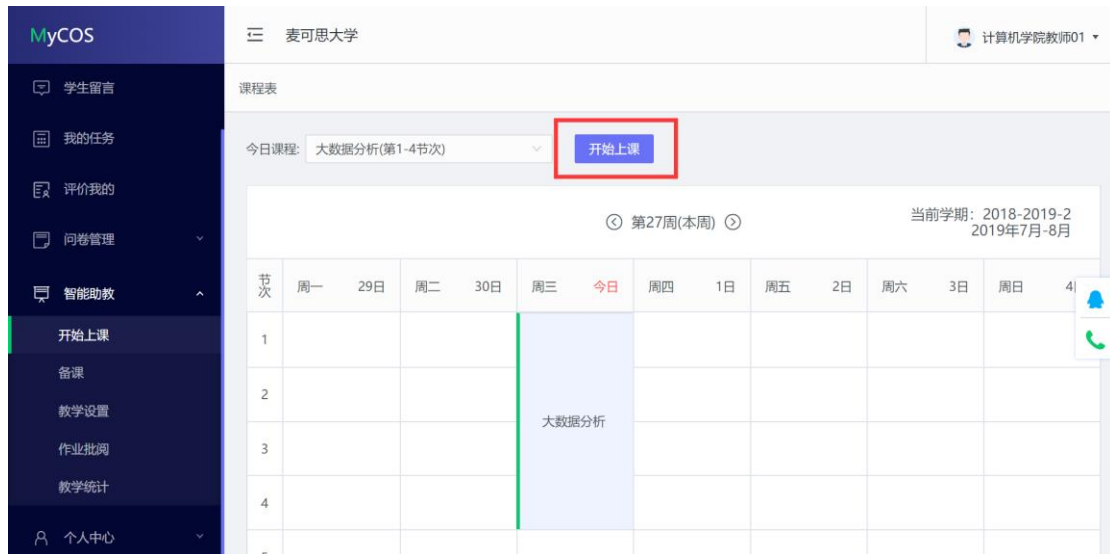 MyCOS
麦可思大学
计算机学院教师01
学生留言
我的任务
评价我的
问卷管理
智能助教
开始上课
备课
教学设置
作业批阅
教学统计
个人中心
课程表
今日课程: 大数据分析(第1-4节次) 开始上课
第27周(本周)
当前学期: 2018-2019-2
2019年7月-8月
节次 周一 29日 周二 30日 周三 今日 周四 1日 周五 2日 周六 3日 周日
1
2
大数据分析
3
4